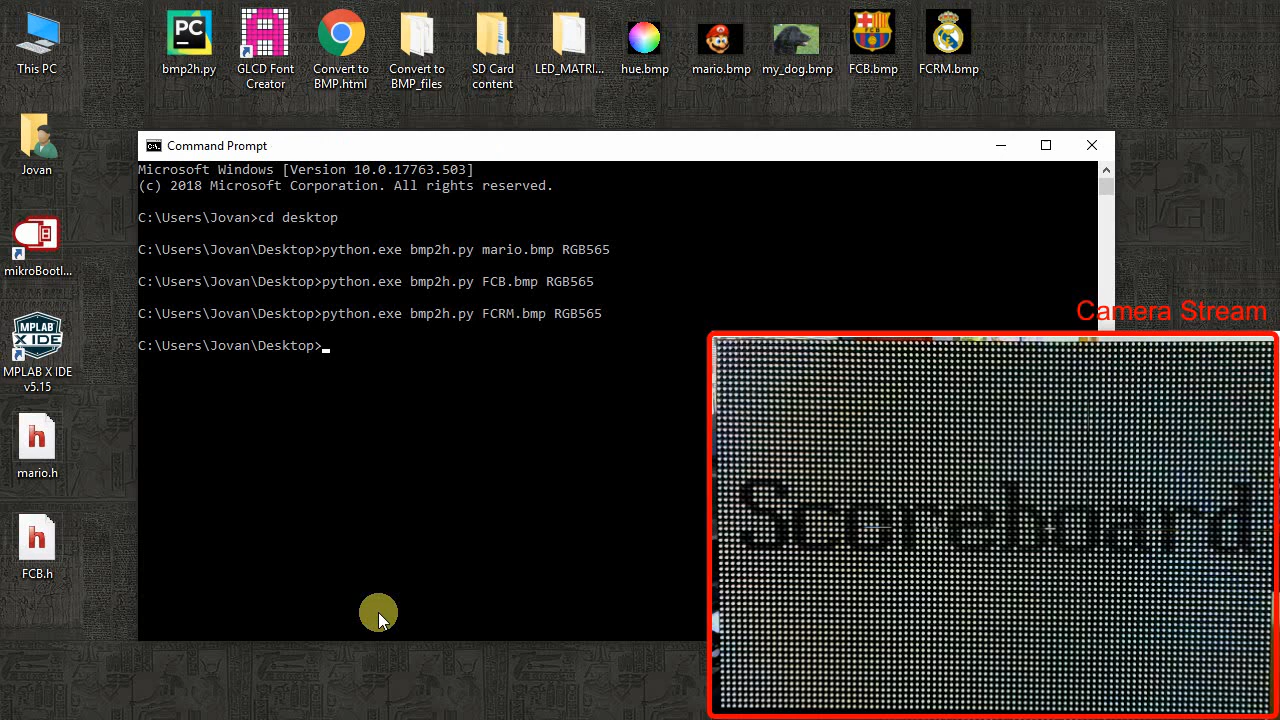 This PC
bmp2h.py
GLCD Font
Creator
Convert to
BMP.html
Convert to
BMP_files
SD Card
content
LED_MATRI...
hue.bmp
mario.bmp
my_dog.bmp
FCB.bmp
FCRM.bmp
Jovan
mikroBootl...
MPLAB
X IDE
MPLAB X IDE
v5.15
h
mario.h
h
FCB.h
PC
FCB
C:\.
Command Prompt
Microsoft Windows [Version 10.0.17763.503]
(c) 2018 Microsoft Corporation. All rights reserved.
C:\Users\Jovan>cd desktop
C:\Users\Jovan\Desktop>python.exe bmp2h.py mario.bmp RGB565
C:\Users\Jovan\Desktop>python.exe bmp2h.py FCB.bmp RGB565
C:\Users\Jovan\Desktop>python.exe bmp2h.py FCRM.bmp RGB565
C:\Users\Jovan\Desktop>
Camera Stream
Scoreboard